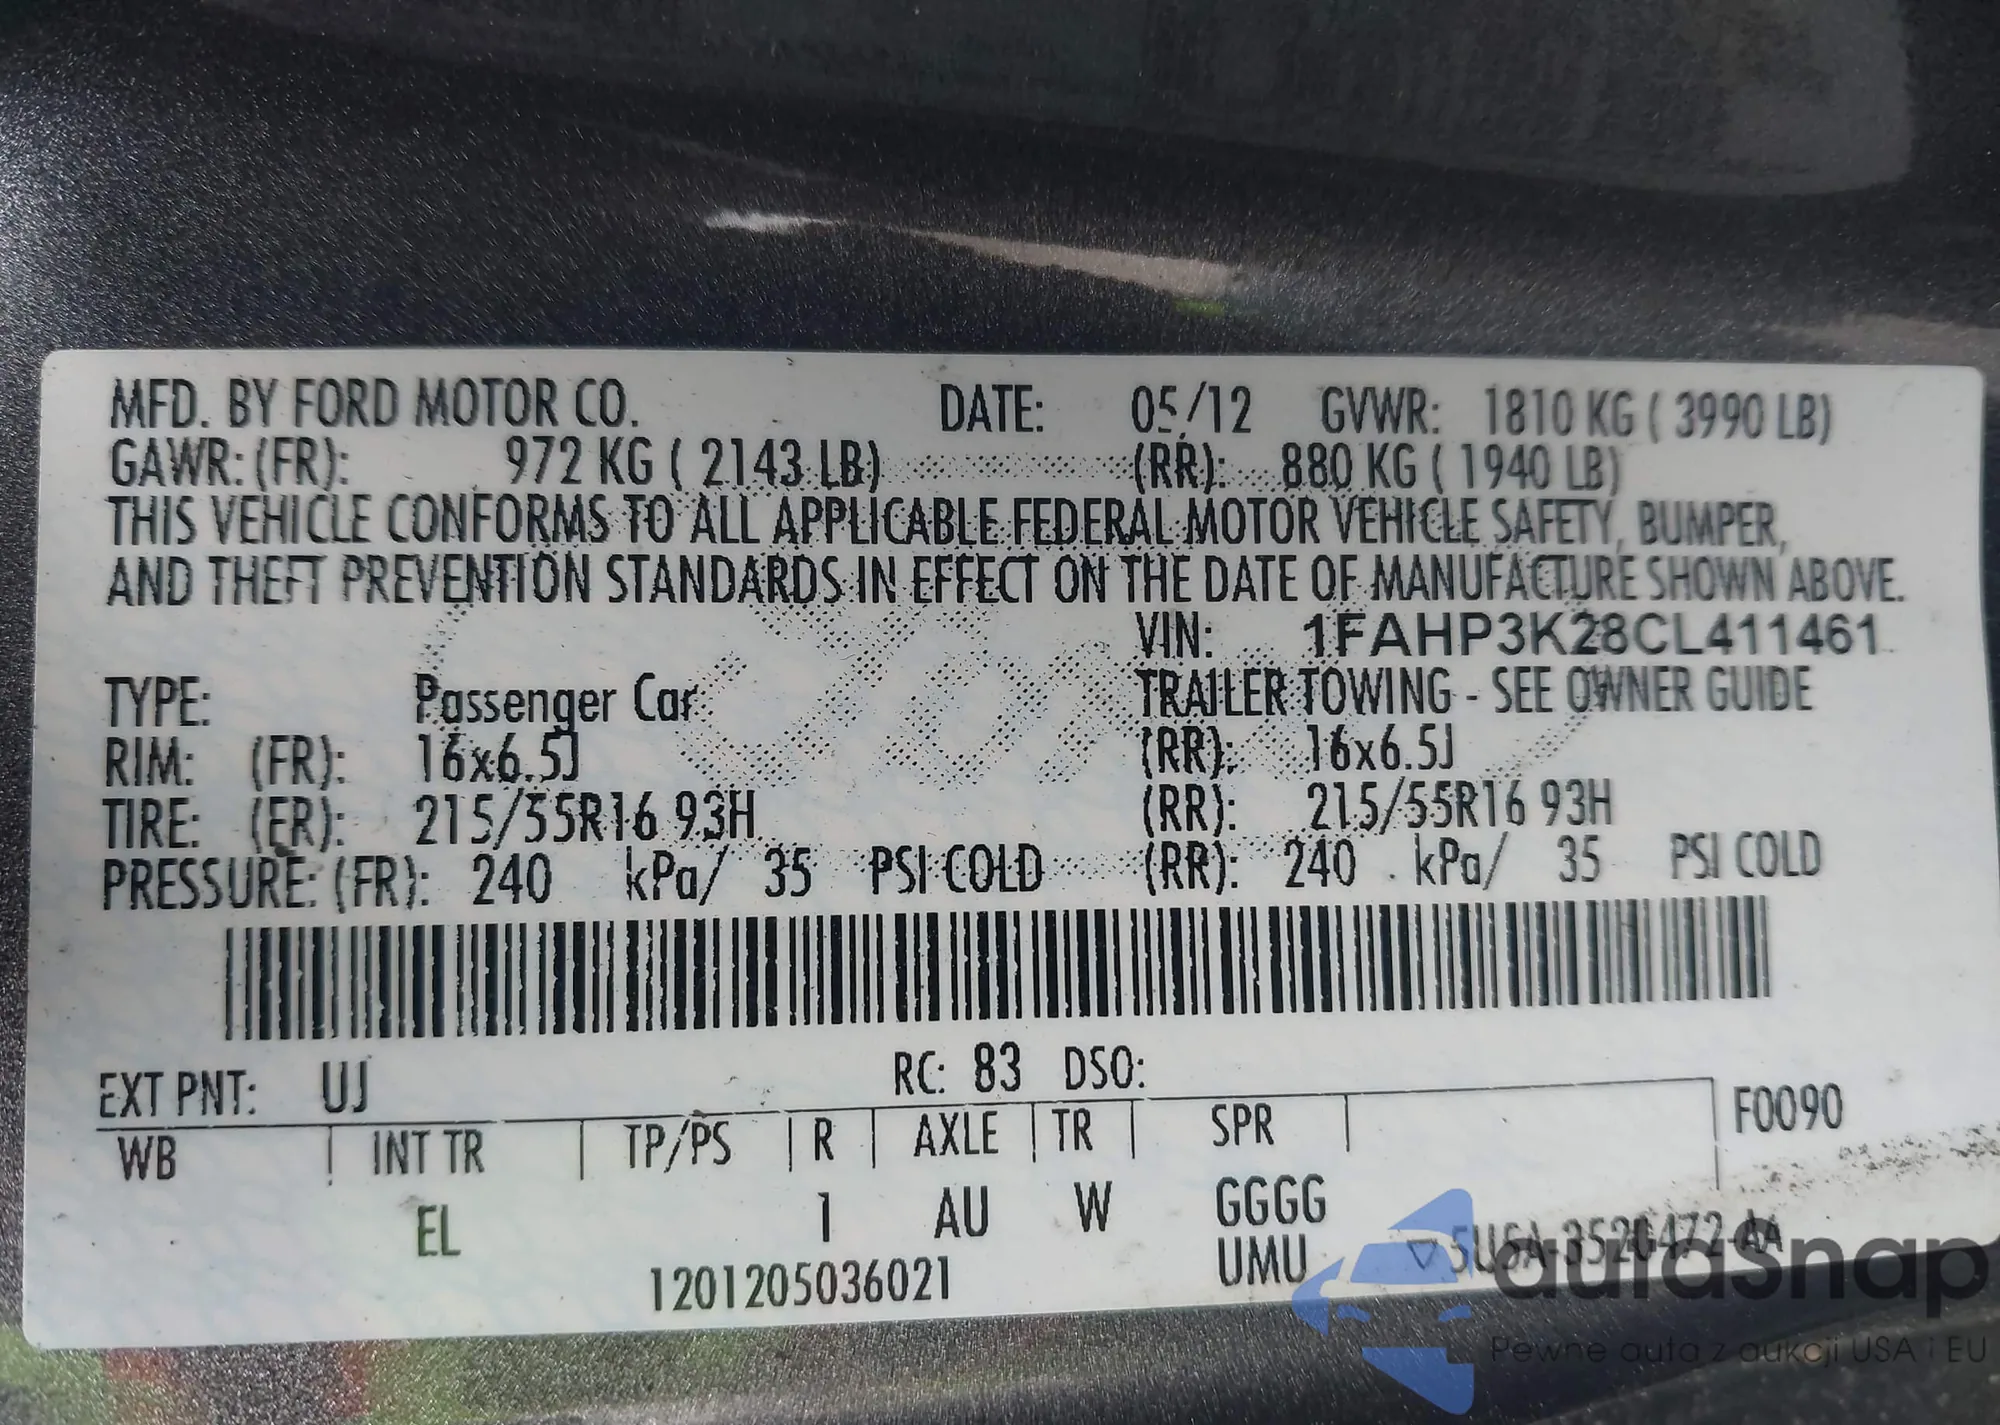 MFD. BY FORD MOTOR CO. DATE: 05/12 GVWR: 1810 KG ( 3990 LB)
GAWR: (FR): 972 KG ( 2143 LB) (RR): 880 KG ( 1940 LB)
THIS VEHICLE CONFORMS TO ALL APPLICABLE FEDERAL MOTOR VEHICLE SAFETY, BUMPER,
AND THEFT PREVENTION STANDARDS IN EFFECT ON THE DATE OF MANUFACTURE SHOWN ABOVE.
VIN: 1FAHP3K28CL411461
TYPE: Passenger Car TRAILER TOWING - SEE OWNER GUIDE
RIM: (FR): 16x6.5J (RR): 16x6.5J
TIRE: (FR): 215/55R16 93H (RR): 215/55R16 93H
PRESSURE: (FR): 240 kPa/ 35 PSI COLD (RR): 240 kPa/ 35 PSI COLD
EXT PNT: UJ RC: 83 DSO:
WB INT TR TP/PS R AXLE TR SPR F0090
EL 1 AU W GGGG
UMU 5U5A-3520472-AA
1201205036021
autaSnap
Pewne auta z aukcji USA i EU